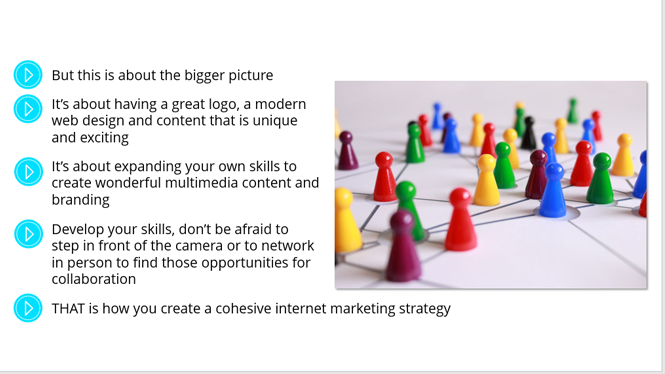 But this is about the bigger picture
It’s about having a great logo, a modern
web design and content that is unique
and exciting
It’s about expanding your own skills to
create wonderful multimedia content and
branding
Develop your skills, don’t be afraid to
step in front of the camera or to network
in person to find those opportunities for
collaboration
THAT is how you create a cohesive internet marketing strategy